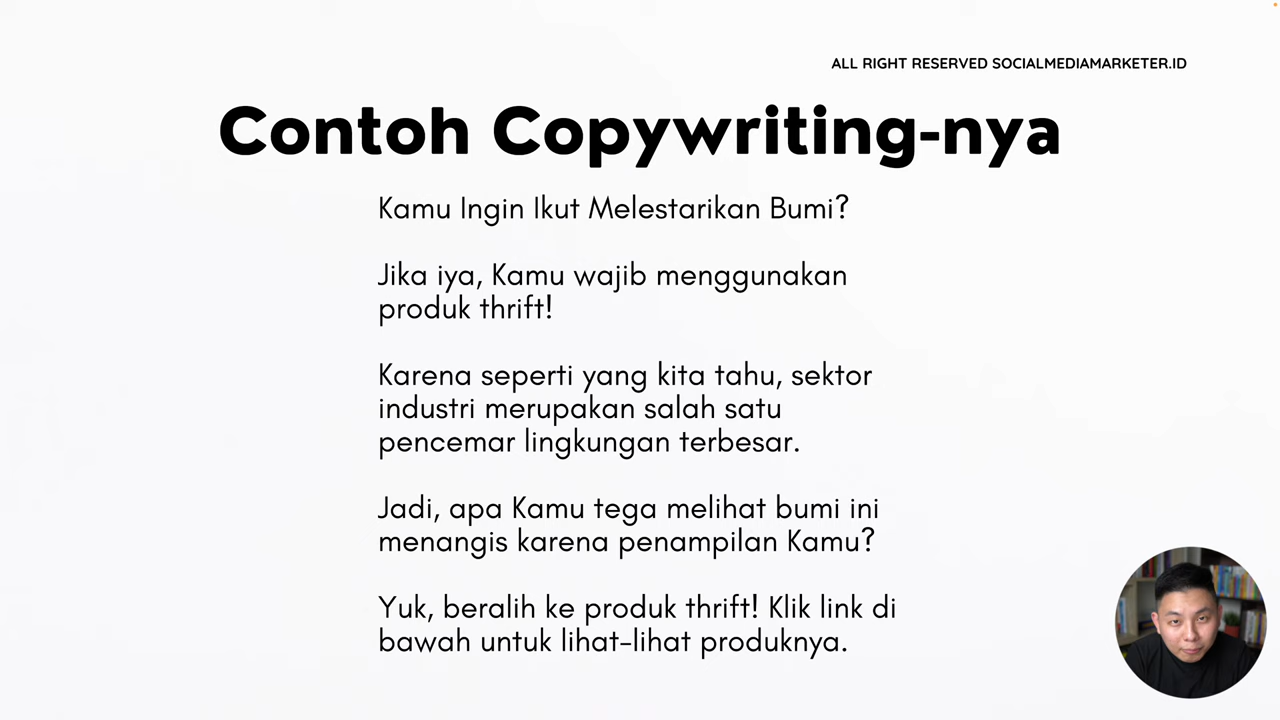 ALL RIGHT RESERVED SOCIALMEDIAMARKETER.ID
Contoh Copywriting-nya
Kamu Ingin Ikut Melestarikan Bumi?
Jika iya, Kamu wajib menggunakan
produk thrift!
Karena seperti yang kita tahu, sektor
industri merupakan salah satu
pencemar lingkungan terbesar.
Jadi, apa Kamu tega melihat bumi ini
menangis karena penampilan Kamu?
Yuk, beralih ke produk thrift! Klik link di
bawah untuk lihat-lihat produknya.